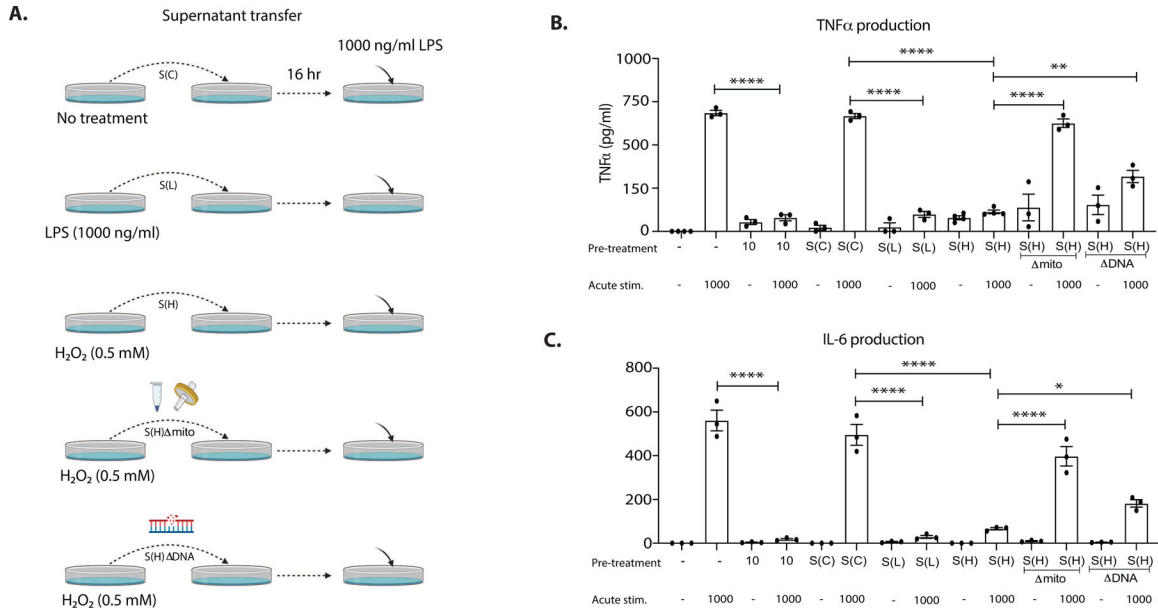 A.
Supernatant transfer
1000 ng/ml LPS
S(C)
16 hr
No treatment
S(L)
LPS (1000 ng/ml)
S(H)
H₂O₂ (0.5 mM)
S(H)Δmito
H₂O₂ (0.5 mM)
S(H) ΔDNA
H₂O₂ (0.5 mM)
B.
TNFα production
TNFα (pg/ml)
1000
750
450
150
0
**** **** **** **** **
Pre-treatment - - 10 10 S(C) S(C) S(L) S(L) S(H) S(H) S(H) S(H) S(H) S(H)
Δmito ΔDNA
Acute stim. - 1000 - 1000 - 1000 - 1000 - 1000 - 1000 - 1000
C.
IL-6 production
800
600
400
200
0
**** **** **** **** *
Pre-treatment - - 10 10 S(C) S(C) S(L) S(L) S(H) S(H) S(H) S(H) S(H) S(H)
Δmito ΔDNA
Acute stim. - 1000 - 1000 - 1000 - 1000 - 1000 - 1000 - 1000